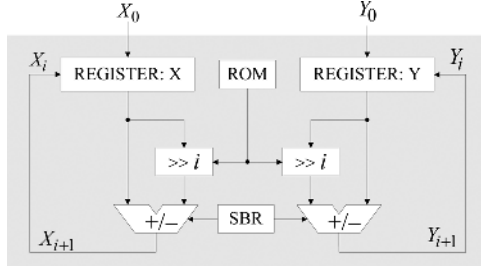 X₀ Y₀
Xᵢ Yᵢ
REGISTER: X ROM REGISTER: Y
>> i >> i
+/− SBR +/−
Xᵢ₊₁ Yᵢ₊₁